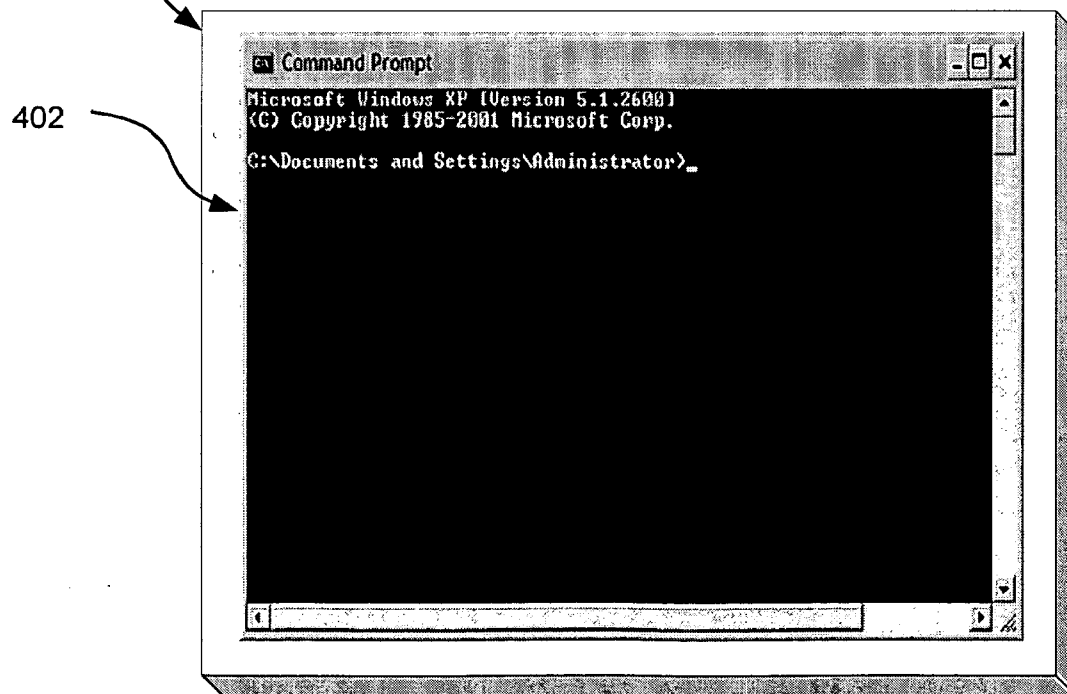 Command Prompt
Microsoft Windows XP [Version 5.1.2600]
(C) Copyright 1985-2001 Microsoft Corp.
402
C:\Documents and Settings\Administrator>_